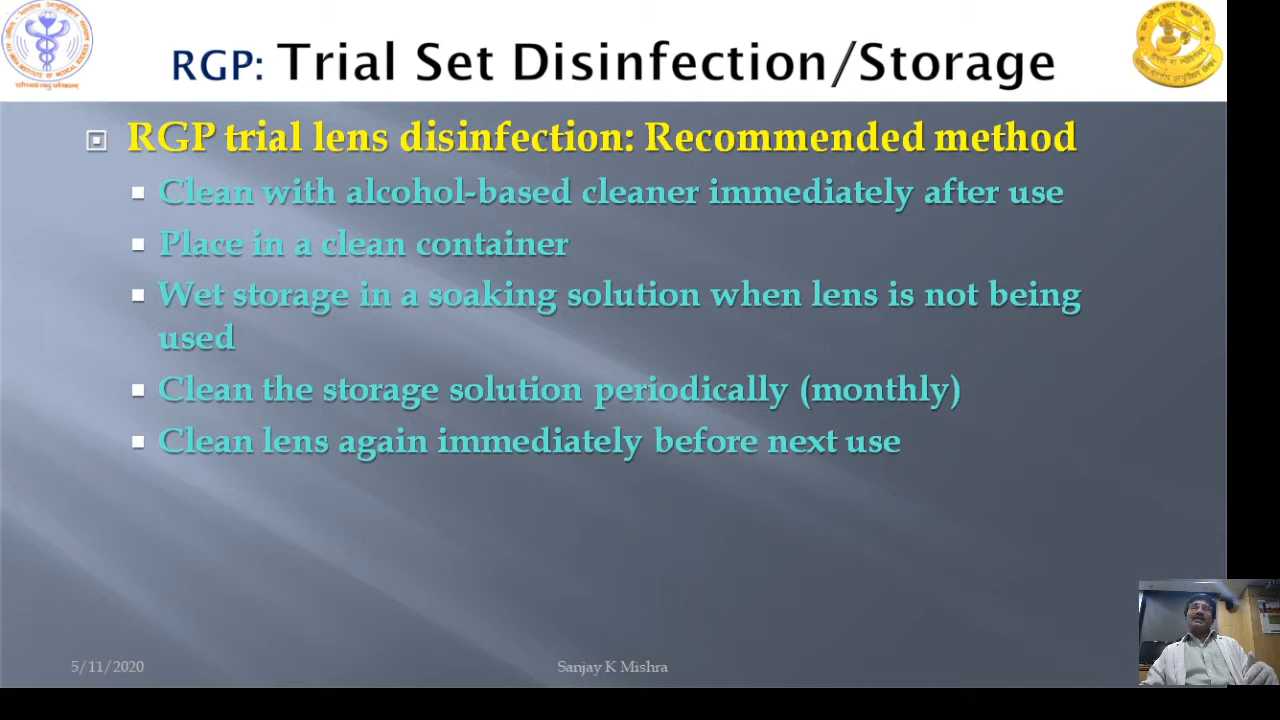 RGP: Trial Set Disinfection/Storage
RGP trial lens disinfection: Recommended method
Clean with alcohol-based cleaner immediately after use
Place in a clean container
Wet storage in a soaking solution when lens is not being
used
Clean the storage solution periodically (monthly)
Clean lens again immediately before next use
5/11/2020
Sanjay K Mishra